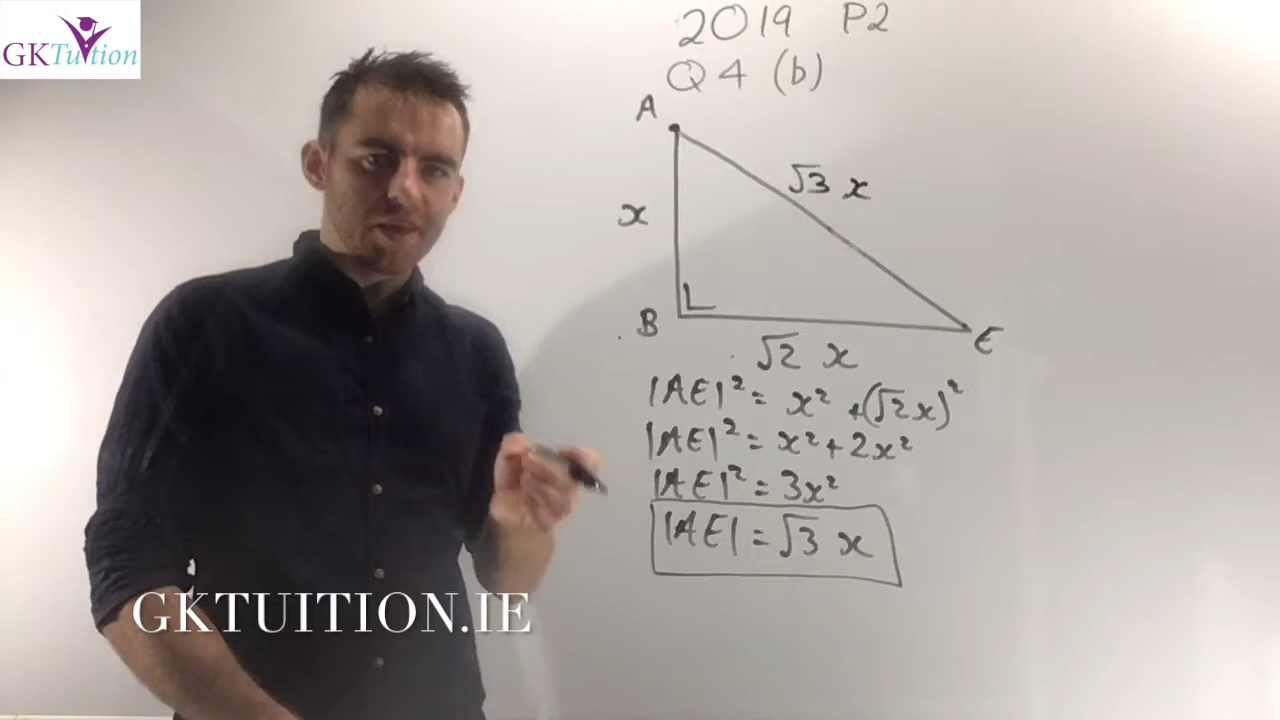 GKTuition
2019 P2
Q4 (b)
A
√3 x
x
B
E
√2 x
|AE|² = x² + (√2x)²
|AE|² = x² + 2x²
|AE|² = 3x²
|AE| = √3 x
GKTUITION.IE